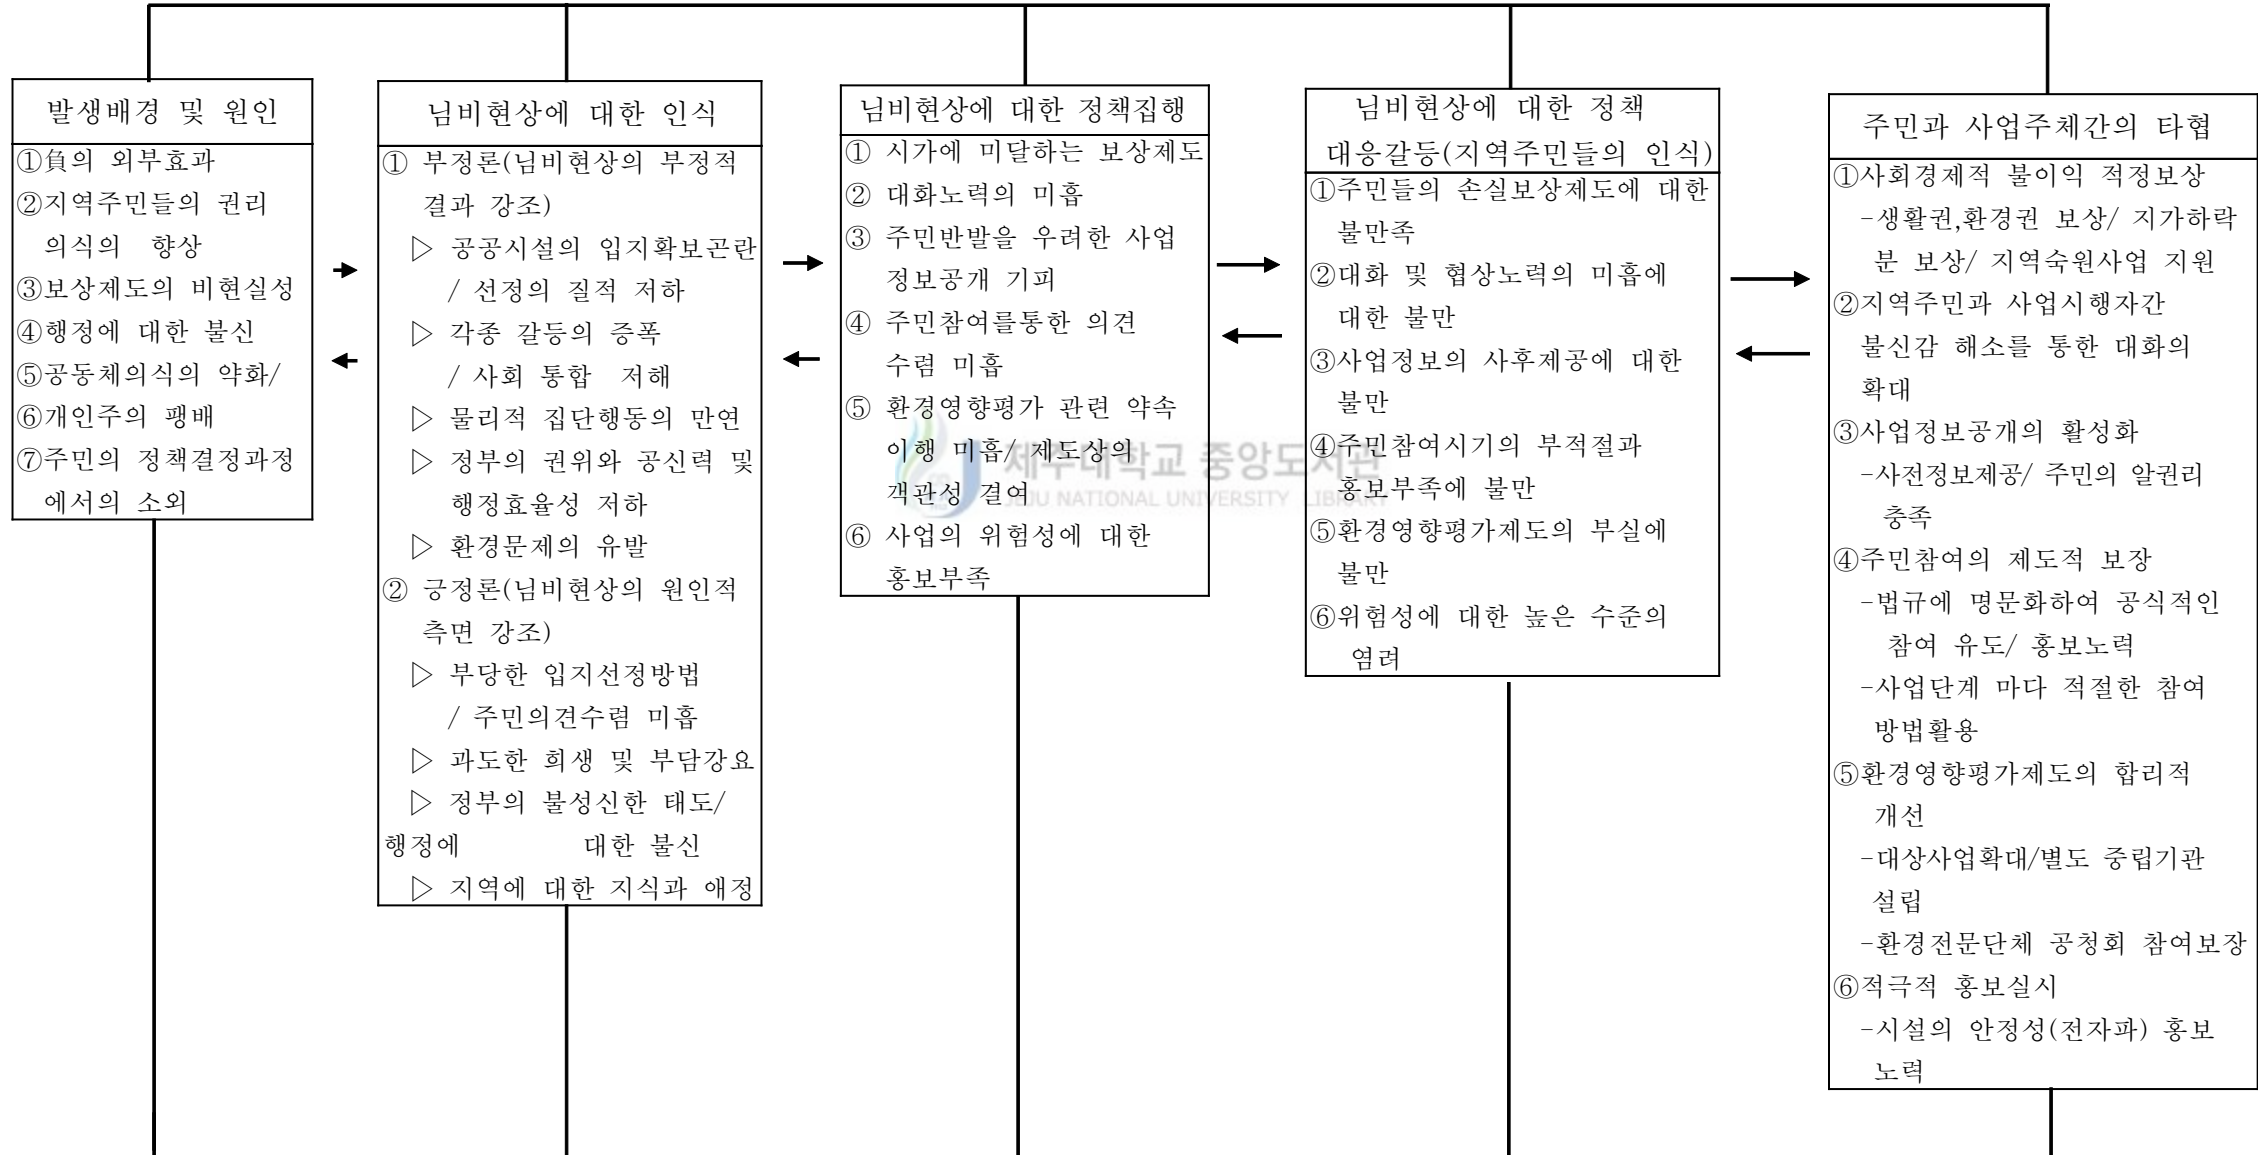 발생배경 및 원인
①負의 외부효과
②지역주민들의 권리
의식의 향상
③보상제도의 비현실성
④행정에 대한 불신
⑤공동체의식의 약화/
⑥개인주의 팽배
⑦주민의 정책결정과정
에서의 소외
님비현상에 대한 인식
① 부정론(님비현상의 부정적
결과 강조)
▷ 공공시설의 입지확보곤란
/ 선정의 질적 저하
▷ 각종 갈등의 증폭
/ 사회 통합 저해
▷ 물리적 집단행동의 만연
▷ 정부의 권위와 공신력 및
행정효율성 저하
▷ 환경문제의 유발
② 긍정론(님비현상의 원인적
측면 강조)
▷ 부당한 입지선정방법
/ 주민의견수렴 미흡
▷ 과도한 희생 및 부담강요
▷ 정부의 불성신한 태도/
행정에 대한 불신
▷ 지역에 대한 지식과 애정
님비현상에 대한 정책집행
① 시가에 미달하는 보상제도
② 대화노력의 미흡
③ 주민반발을 우려한 사업
정보공개 기피
④ 주민참여를통한 의견
수렴 미흡
⑤ 환경영향평가 관련 약속
이행 미흡/ 제도상의
객관성 결여
⑥ 사업의 위험성에 대한
홍보부족
님비현상에 대한 정책
대응갈등(지역주민들의 인식)
①주민들의 손실보상제도에 대한
불만족
②대화 및 협상노력의 미흡에
대한 불만
③사업정보의 사후제공에 대한
불만
④주민참여시기의 부적절과
홍보부족에 불만
⑤환경영향평가제도의 부실에
불만
⑥위험성에 대한 높은 수준의
염려
주민과 사업주체간의 타협
①사회경제적 불이익 적정보상
-생활권,환경권 보상/ 지가하락
분 보상/ 지역숙원사업 지원
②지역주민과 사업시행자간
불신감 해소를 통한 대화의
확대
③사업정보공개의 활성화
-사전정보제공/ 주민의 알권리
충족
④주민참여의 제도적 보장
-법규에 명문화하여 공식적인
참여 유도/ 홍보노력
-사업단계 마다 적절한 참여
방법활용
⑤환경영향평가제도의 합리적
개선
-대상사업확대/별도 중립기관
설립
-환경전문단체 공청회 참여보장
⑥적극적 홍보실시
-시설의 안정성(전자파) 홍보
노력
제주대학교 중앙도서관
JEJU NATIONAL UNIVERSITY LIBRARY